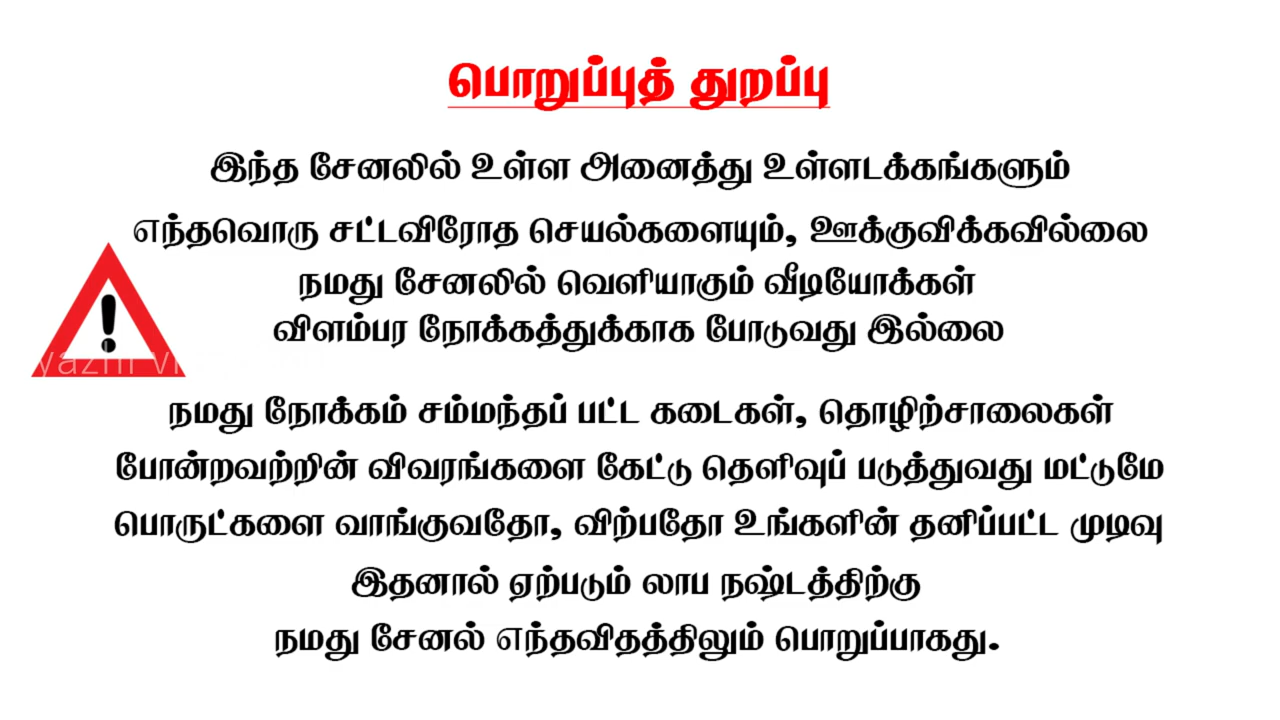 பொறுப்புத் துறப்பு
இந்த சேனலில் உள்ள அனைத்து உள்ளடக்கங்களும்
எந்தவொரு சட்டவிரோத செயல்களையும், ஊக்குவிக்கவில்லை
நமது சேனலில் வெளியாகும் வீடியோக்கள்
விளம்பர நோக்கத்துக்காக போடுவது இல்லை
yazhi
நமது நோக்கம் சம்மந்தப் பட்ட கடைகள், தொழிற்சாலைகள்
போன்றவற்றின் விவரங்களை கேட்டு தெளிவுப் படுத்துவது மட்டுமே
பொருட்களை வாங்குவதோ, விற்பதோ உங்களின் தனிப்பட்ட முடிவு
இதனால் ஏற்படும் லாப நஷ்டத்திற்கு
நமது சேனல் எந்தவிதத்திலும் பொறுப்பாகது.